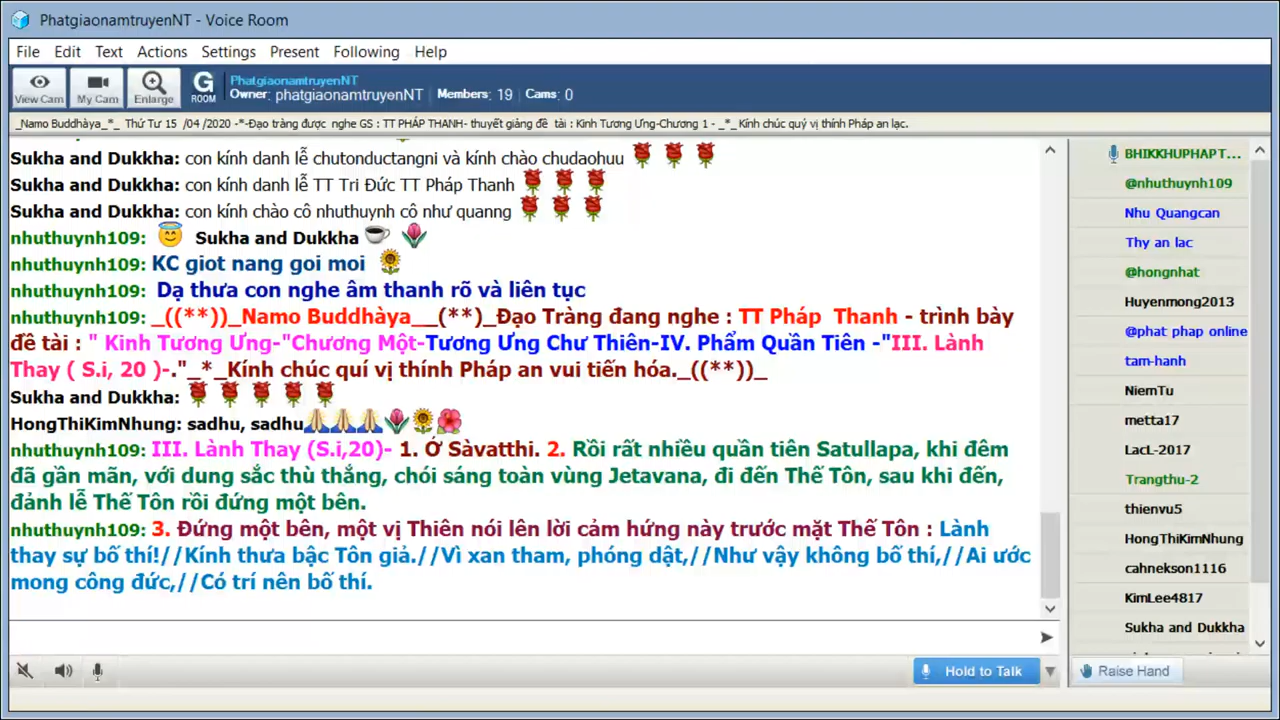 PhatgiaonamtruyenNT - Voice Room
File Edit Text Actions Settings Present Following Help
View Cam My Cam Enlarge G ROOM
PhatgiaonamtruyenNT
Owner: phatgiaonamtruyenNT Members: 19 Cams: 0
_Namo Buddhàya_*_ Thứ Tư 15 /04 /2020 -*-Đạo tràng được nghe GS : TT PHÁP THANH- thuyết giảng đề tài : Kinh Tương Ưng-Chương 1 - _*_ Kính chúc quý vị thính Pháp an lạc.
Sukha and Dukkha: con kính danh lễ chutonductangni và kính chào chudaohuu
Sukha and Dukkha: con kính danh lễ TT Tri Đức TT Pháp Thanh
Sukha and Dukkha: con kính chào cô nhuthuynh cô như quanng
nhuthuynh109: Sukha and Dukkha
nhuthuynh109: KC giot nang goi moi
nhuthuynh109: Dạ thưa con nghe âm thanh rõ và liên tục
nhuthuynh109: _((**))_Namo Buddhàya__(**)_Đạo Tràng đang nghe : TT Pháp Thanh - trình bày
đề tài : " Kinh Tương Ưng-"Chương Một-Tương Ưng Chư Thiên-IV. Phẩm Quần Tiên -"III. Lành
Thay ( S.i, 20 )-."_*_Kính chúc quí vị thính Pháp an vui tiến hóa._((**))_
Sukha and Dukkha:
HongThiKimNhung: sadhu, sadhu
nhuthuynh109: III. Lành Thay (S.i,20)- 1. Ở Sàvatthi. 2. Rồi rất nhiều quần tiên Satullapa, khi đêm
đã gần mãn, với dung sắc thù thắng, chói sáng toàn vùng Jetavana, đi đến Thế Tôn, sau khi đến,
đảnh lễ Thế Tôn rồi đứng một bên.
nhuthuynh109: 3. Đứng một bên, một vị Thiên nói lên lời cảm hứng này trước mặt Thế Tôn : Lành
thay sự bố thí!//Kính thưa bậc Tôn giả.//Vì xan tham, phóng dật,//Như vậy không bố thí,//Ai ước
mong công đức,//Có trí nên bố thí.
BHIKKHUPHAPT...
@nhuthuynh109
Nhu Quangcan
Thy an lac
@hongnhat
Huyenmong2013
@phat phap online
tam-hanh
NiemTu
metta17
LacL-2017
Trangthu-2
thienvu5
HongThiKimNhung
cahnekson1116
KimLee4817
Sukha and Dukkha
Hold to Talk
Raise Hand